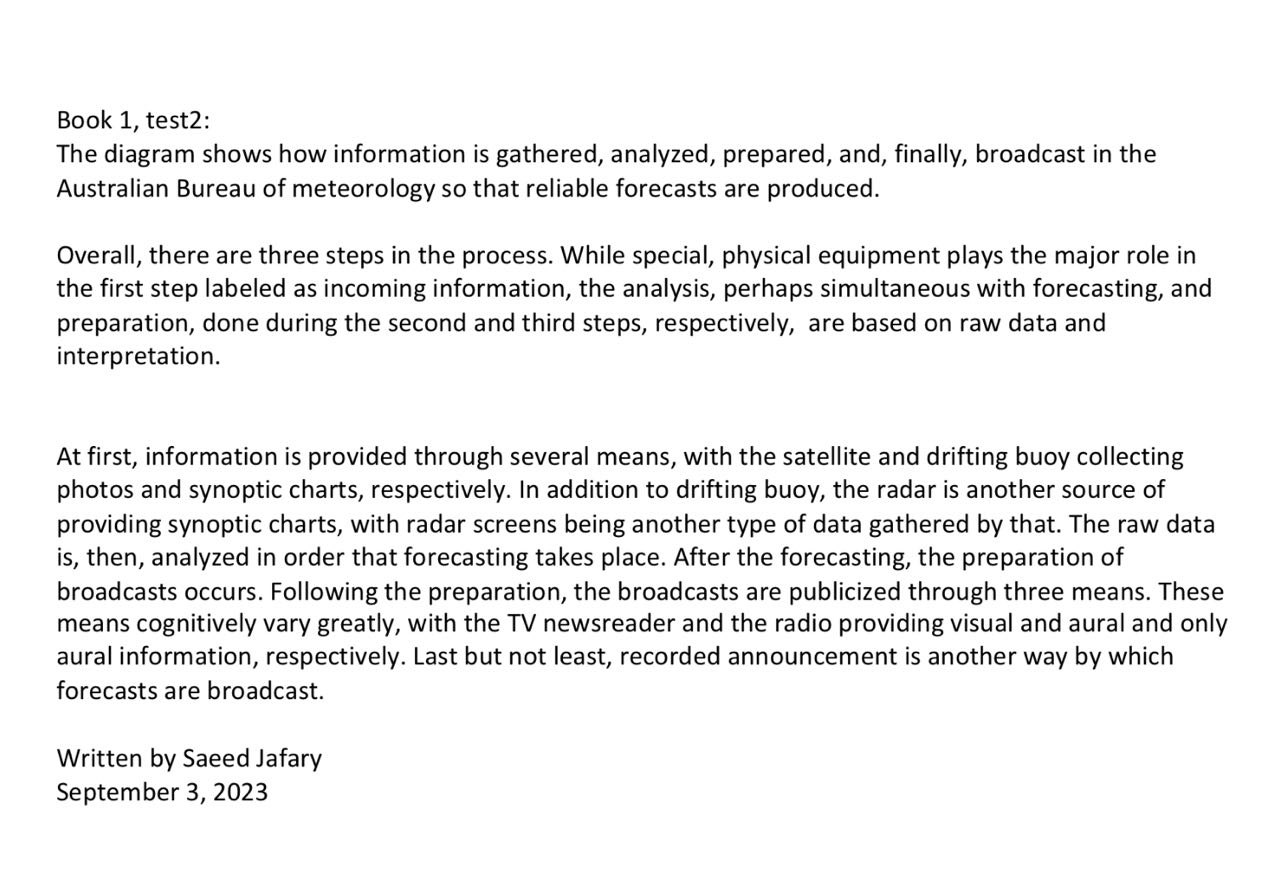 Book 1, test2:
The diagram shows how information is gathered, analyzed, prepared, and, finally, broadcast in the
Australian Bureau of meteorology so that reliable forecasts are produced.
Overall, there are three steps in the process. While special, physical equipment plays the major role in
the first step labeled as incoming information, the analysis, perhaps simultaneous with forecasting, and
preparation, done during the second and third steps, respectively,  are based on raw data and
interpretation.
At first, information is provided through several means, with the satellite and drifting buoy collecting
photos and synoptic charts, respectively. In addition to drifting buoy, the radar is another source of
providing synoptic charts, with radar screens being another type of data gathered by that. The raw data
is, then, analyzed in order that forecasting takes place. After the forecasting, the preparation of
broadcasts occurs. Following the preparation, the broadcasts are publicized through three means. These
means cognitively vary greatly, with the TV newsreader and the radio providing visual and aural and only
aural information, respectively. Last but not least, recorded announcement is another way by which
forecasts are broadcast.
Written by Saeed Jafary
September 3, 2023